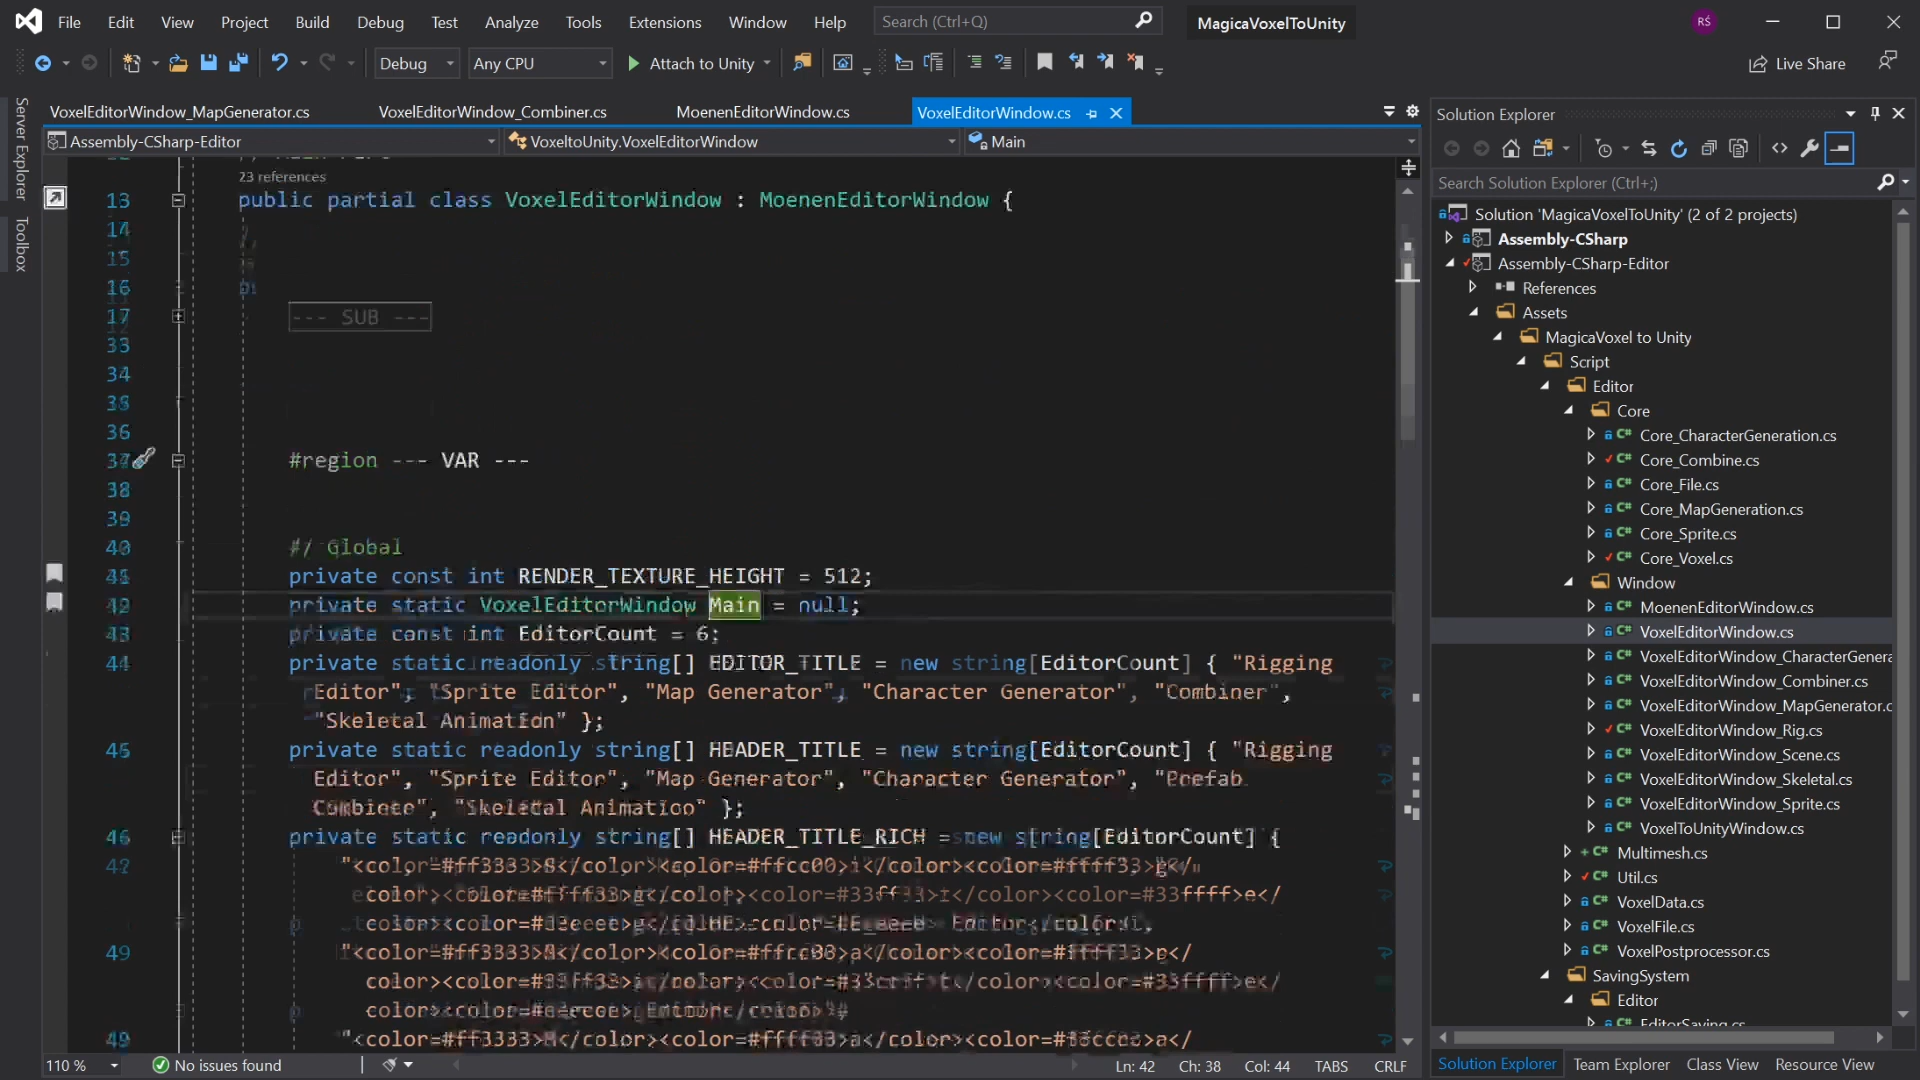 File Edit View Project Build Debug Test Analyze Tools Extensions Window Help Search (Ctrl+Q) MagicaVoxelToUnity RŚ
Debug Any CPU Attach to Unity Live Share
Server Explorer
Toolbox
VoxelEditorWindow_MapGenerator.cs VoxelEditorWindow_Combiner.cs MoenenEditorWindow.cs VoxelEditorWindow.cs
Assembly-CSharp-Editor VoxeltoUnity.VoxelEditorWindow Main
23 references
13 public partial class VoxelEditorWindow : MoenenEditorWindow {
14
15
16
17 --- SUB ---
33
34
35
36
37 #region --- VAR ---
38
39
40 // Global
41 private const int RENDER_TEXTURE_HEIGHT = 512;
42 private static VoxelEditorWindow Main = null;
43 private const int EditorCount = 6;
44 private static readonly string[] EDITOR_TITLE = new string[EditorCount] { "Rigging
Editor", "Sprite Editor", "Map Generator", "Character Generator", "Combiner",
"Skeletal Animation" };
45 private static readonly string[] HEADER_TITLE = new string[EditorCount] { "Rigging
Editor", "Sprite Editor", "Map Generator", "Character Generator", "Prefab
Combiner", "Skeletal Animation" };
46 private static readonly string[] HEADER_TITLE_RICH = new string[EditorCount] {
Solution Explorer
Search Solution Explorer (Ctrl+;)
Solution 'MagicaVoxelToUnity' (2 of 2 projects)
Assembly-CSharp
Assembly-CSharp-Editor
References
Assets
MagicaVoxel to Unity
Script
Editor
Core
Core_CharacterGeneration.cs
Core_Combine.cs
Core_File.cs
Core_MapGeneration.cs
Core_Sprite.cs
Core_Voxel.cs
Window
MoenenEditorWindow.cs
VoxelEditorWindow.cs
VoxelEditorWindow_CharacterGenera
VoxelEditorWindow_Combiner.cs
VoxelEditorWindow_MapGenerator.c
VoxelEditorWindow_Rig.cs
VoxelEditorWindow_Scene.cs
VoxelEditorWindow_Skeletal.cs
VoxelEditorWindow_Sprite.cs
VoxelToUnityWindow.cs
Multimesh.cs
Util.cs
VoxelData.cs
VoxelFile.cs
VoxelPostprocessor.cs
SavingSystem
Editor
EditorSaving.cs
110 % No issues found Ln: 42 Ch: 38 Col: 44 TABS CRLF
Solution Explorer Team Explorer Class View Resource View